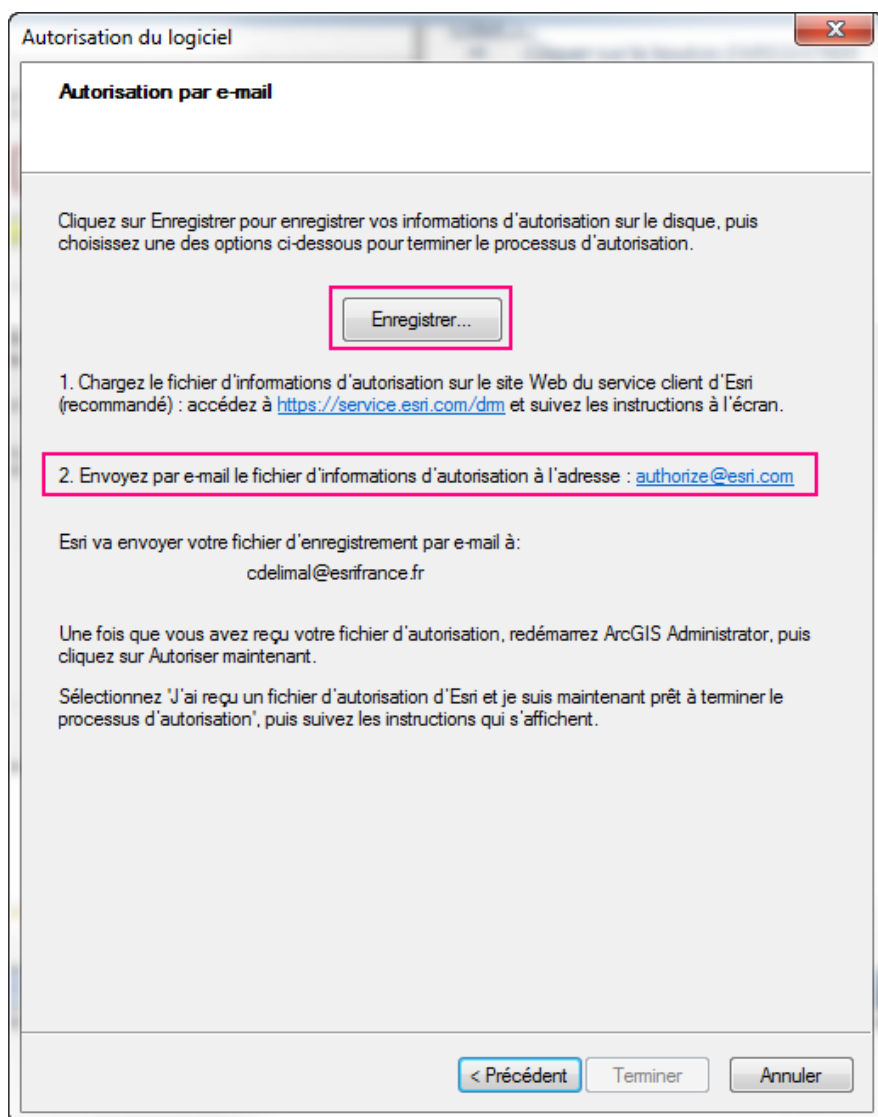 Autorisation du logiciel
Autorisation par e-mail
Cliquez sur Enregistrer pour enregistrer vos informations d'autorisation sur le disque, puis
choisissez une des options ci-dessous pour terminer le processus d'autorisation.
Enregistrer...
1. Chargez le fichier d'informations d'autorisation sur le site Web du service client d'Esri
(recommandé) : accédez à https://service.esri.com/drm et suivez les instructions à l'écran.
2. Envoyez par e-mail le fichier d'informations d'autorisation à l'adresse : authorize@esri.com
Esri va envoyer votre fichier d'enregistrement par e-mail à:
cdelimal@esrifrance.fr
Une fois que vous avez reçu votre fichier d'autorisation, redémarrez ArcGIS Administrator, puis
cliquez sur Autoriser maintenant.
Sélectionnez "J'ai reçu un fichier d'autorisation d'Esri et je suis maintenant prêt à terminer le
processus d'autorisation", puis suivez les instructions qui s'affichent.
< Précédent Terminer Annuler